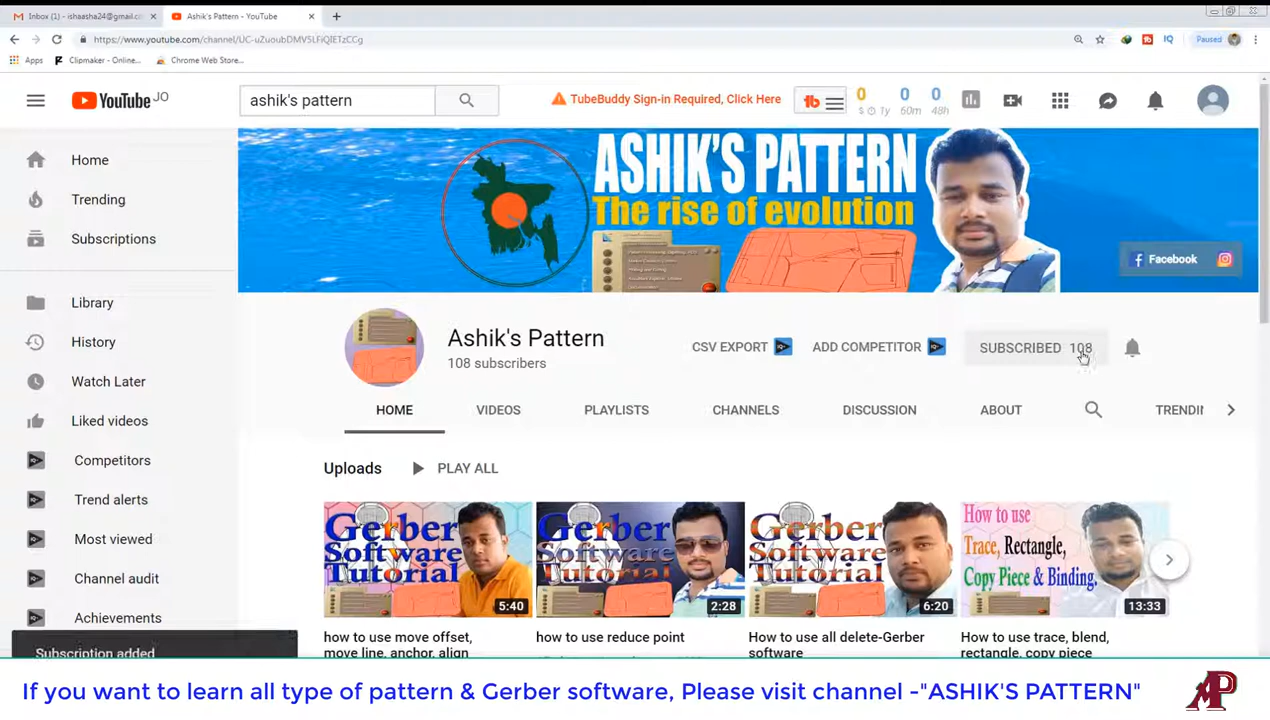 Inbox (1) - ishaasha24@gmail.c
Ashik's Pattern - YouTube
https://www.youtube.com/channel/UC-uZuoubDMV5LFiQlETzCCg
Paused
Apps
Clipmaker - Online...
Chrome Web Store...
YouTube JO
ashik's pattern
TubeBuddy Sign-in Required, Click Here
tb
0 0 0
$ 1y 60m 48h
Home
Trending
Subscriptions
Library
History
Watch Later
Liked videos
Competitors
Trend alerts
Most viewed
Channel audit
Achievements
Subscription added
ASHIK'S PATTERN
The rise of evolution
Facebook
Ashik's Pattern
108 subscribers
CSV EXPORT
ADD COMPETITOR
SUBSCRIBED 108
HOME VIDEOS PLAYLISTS CHANNELS DISCUSSION ABOUT TRENDIN
Uploads PLAY ALL
Gerber
Software
Tutorial
5:40
Gerber
Software
Tutorial
2:28
Gerber
Software
Tutorial
6:20
How to use
Trace, Rectangle,
Copy Piece & Binding.
13:33
how to use move offset,
move line, anchor, align
how to use reduce point
How to use all delete-Gerber
software
How to use trace, blend,
rectangle, copy piece
If you want to learn all type of pattern & Gerber software, Please visit channel -"ASHIK'S PATTERN"
AP